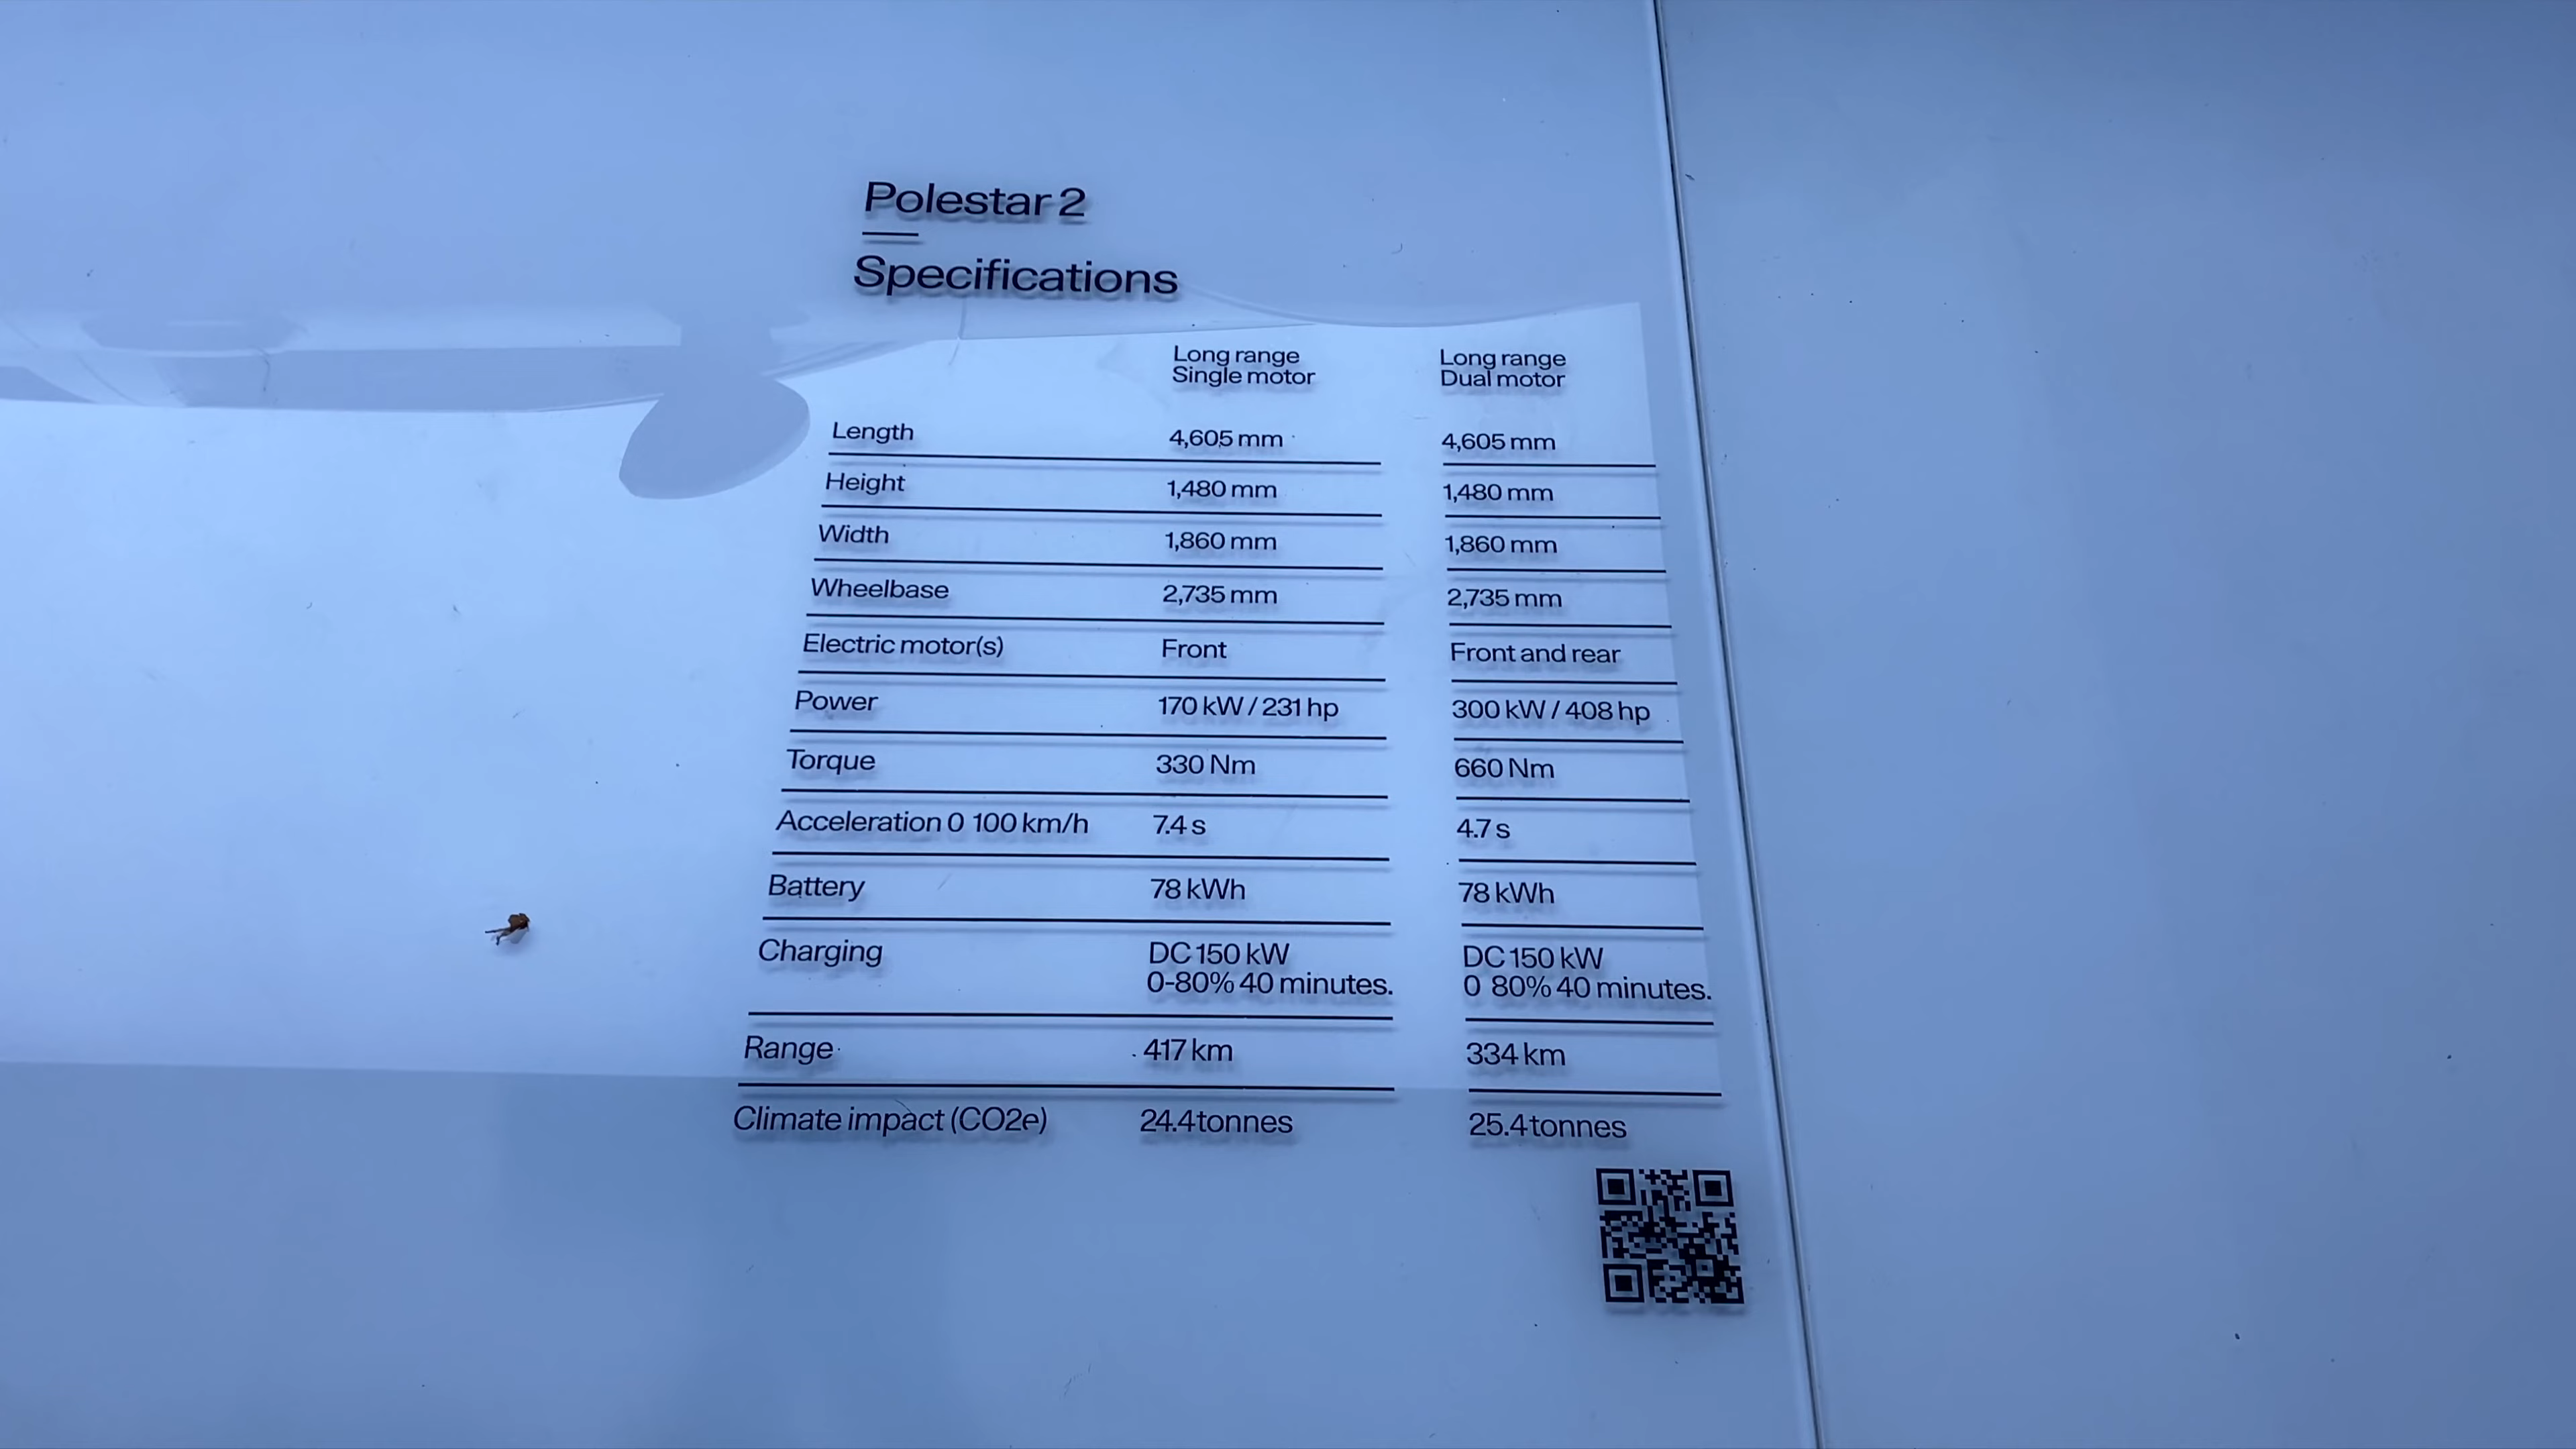 Polestar 2
Specifications
Long range Long range
Single motor Dual motor
Length 4,605 mm 4,605 mm
Height 1,480 mm 1,480 mm
Width 1,860 mm 1,860 mm
Wheelbase 2,735 mm 2,735 mm
Electric motor(s) Front Front and rear
Power 170 kW / 231 hp 300 kW / 408 hp
Torque 330 Nm 660 Nm
Acceleration 0 100 km/h 7.4 s 4.7 s
Battery 78 kWh 78 kWh
Charging DC 150 kW DC 150 kW
0-80% 40 minutes. 0 80% 40 minutes.
Range 417 km 334 km
Climate impact (CO2e) 24.4 tonnes 25.4 tonnes